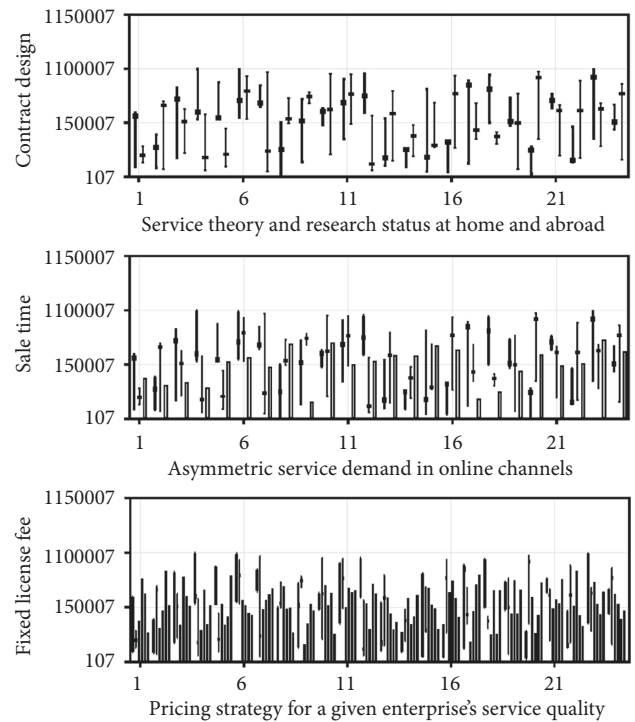 1150007
1100007
150007
107
Contract design
1 6 11 16 21
Service theory and research status at home and abroad
1150007
1100007
150007
107
Sale time
1 6 11 16 21
Asymmetric service demand in online channels
1150007
1100007
150007
107
Fixed license fee
1 6 11 16 21
Pricing strategy for a given enterprise's service quality